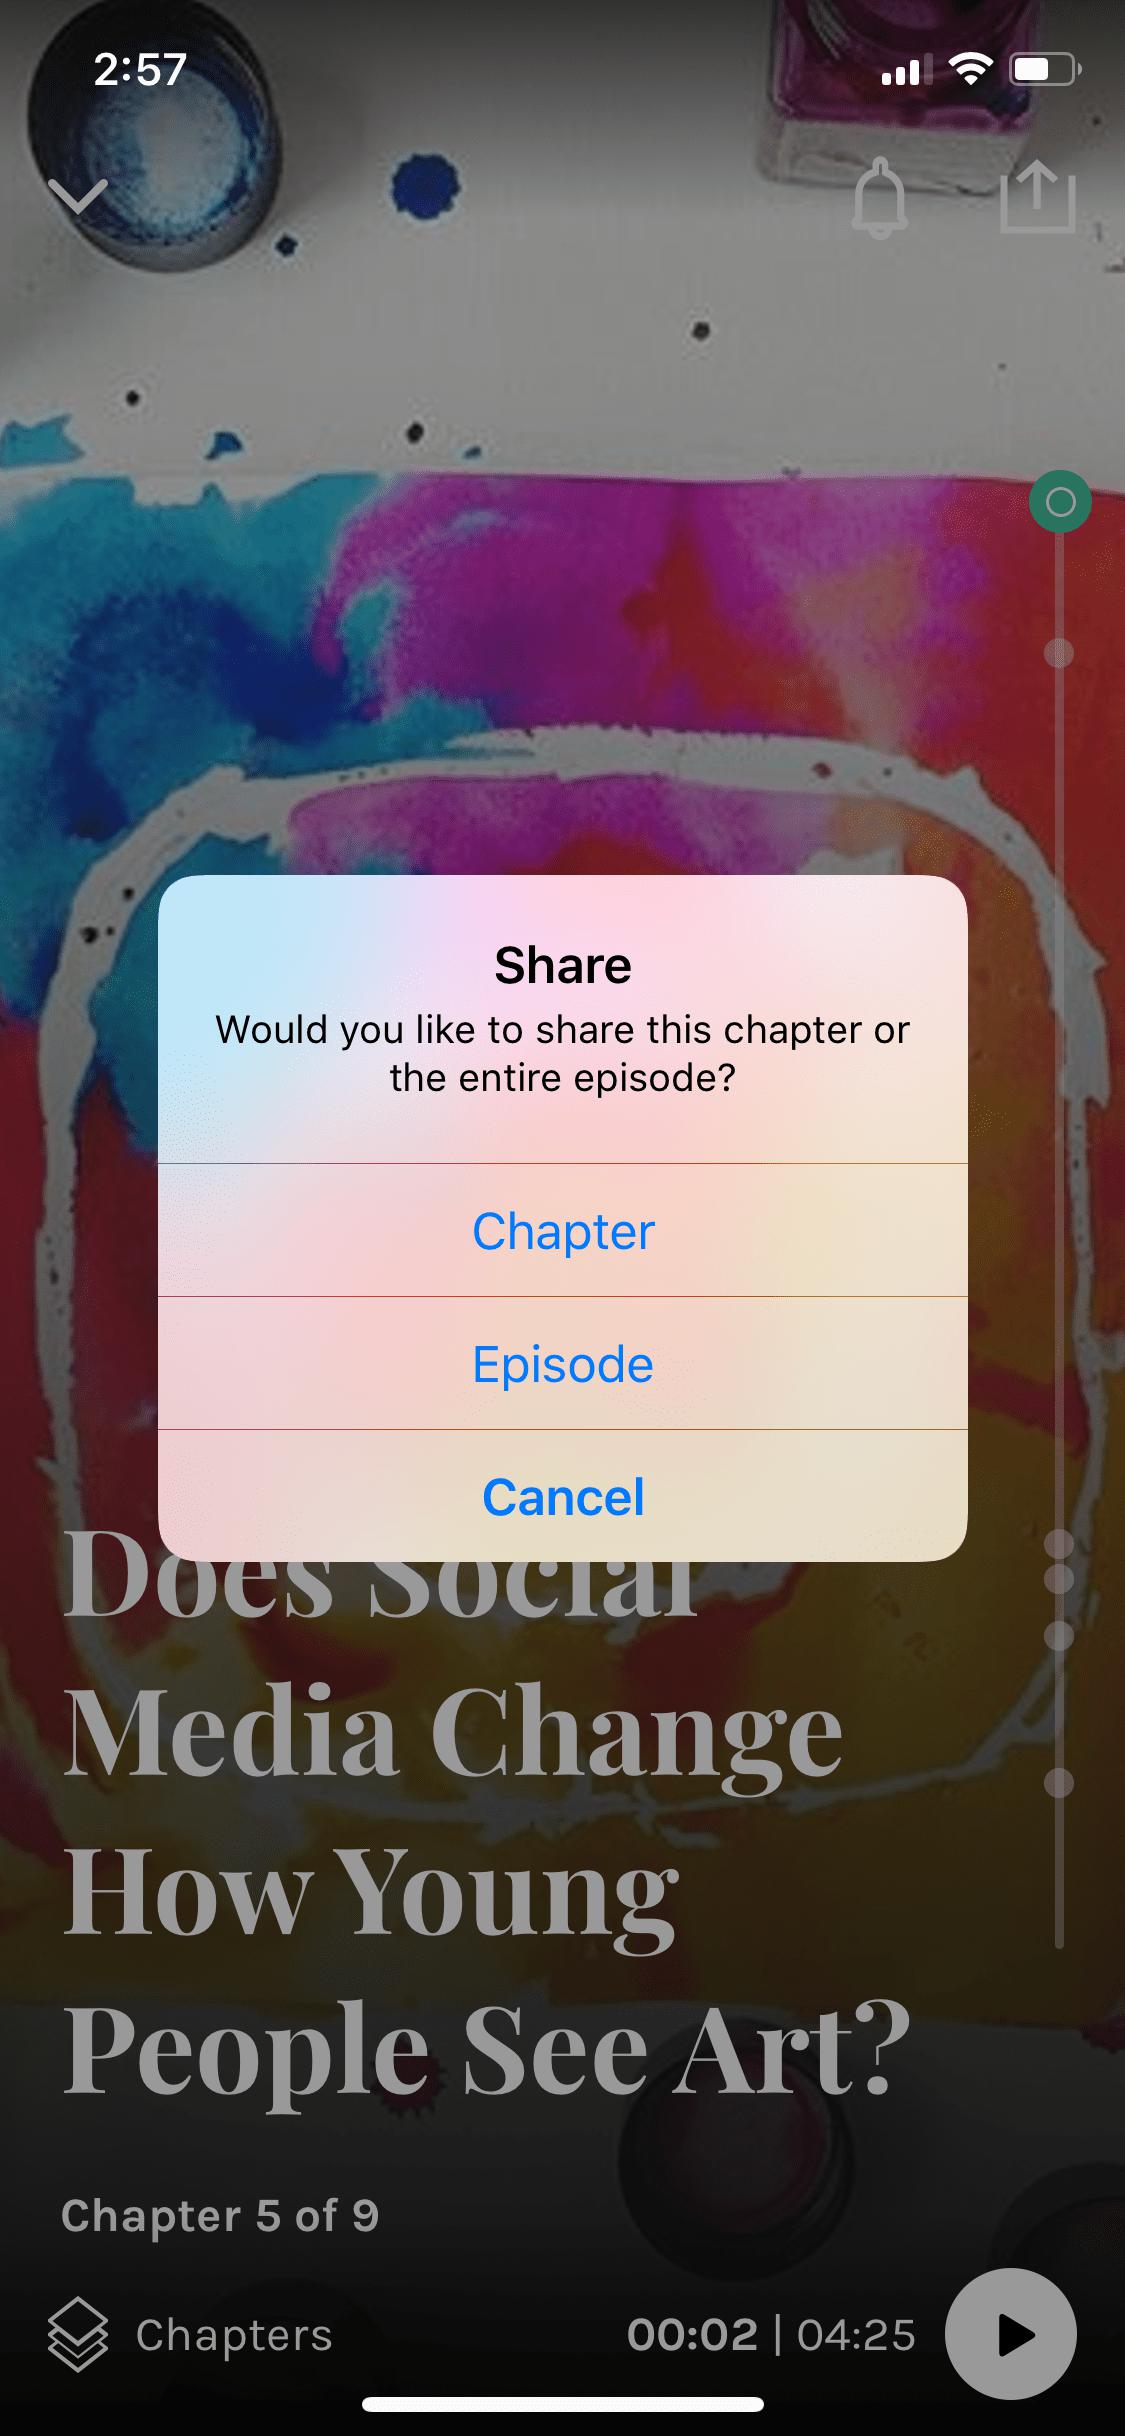 2:57
Share
Would you like to share this chapter or
the entire episode?
Chapter
Episode
Cancel
Does Social
Media Change
How Young
People See Art?
Chapter 5 of 9
Chapters
00:02 | 04:25